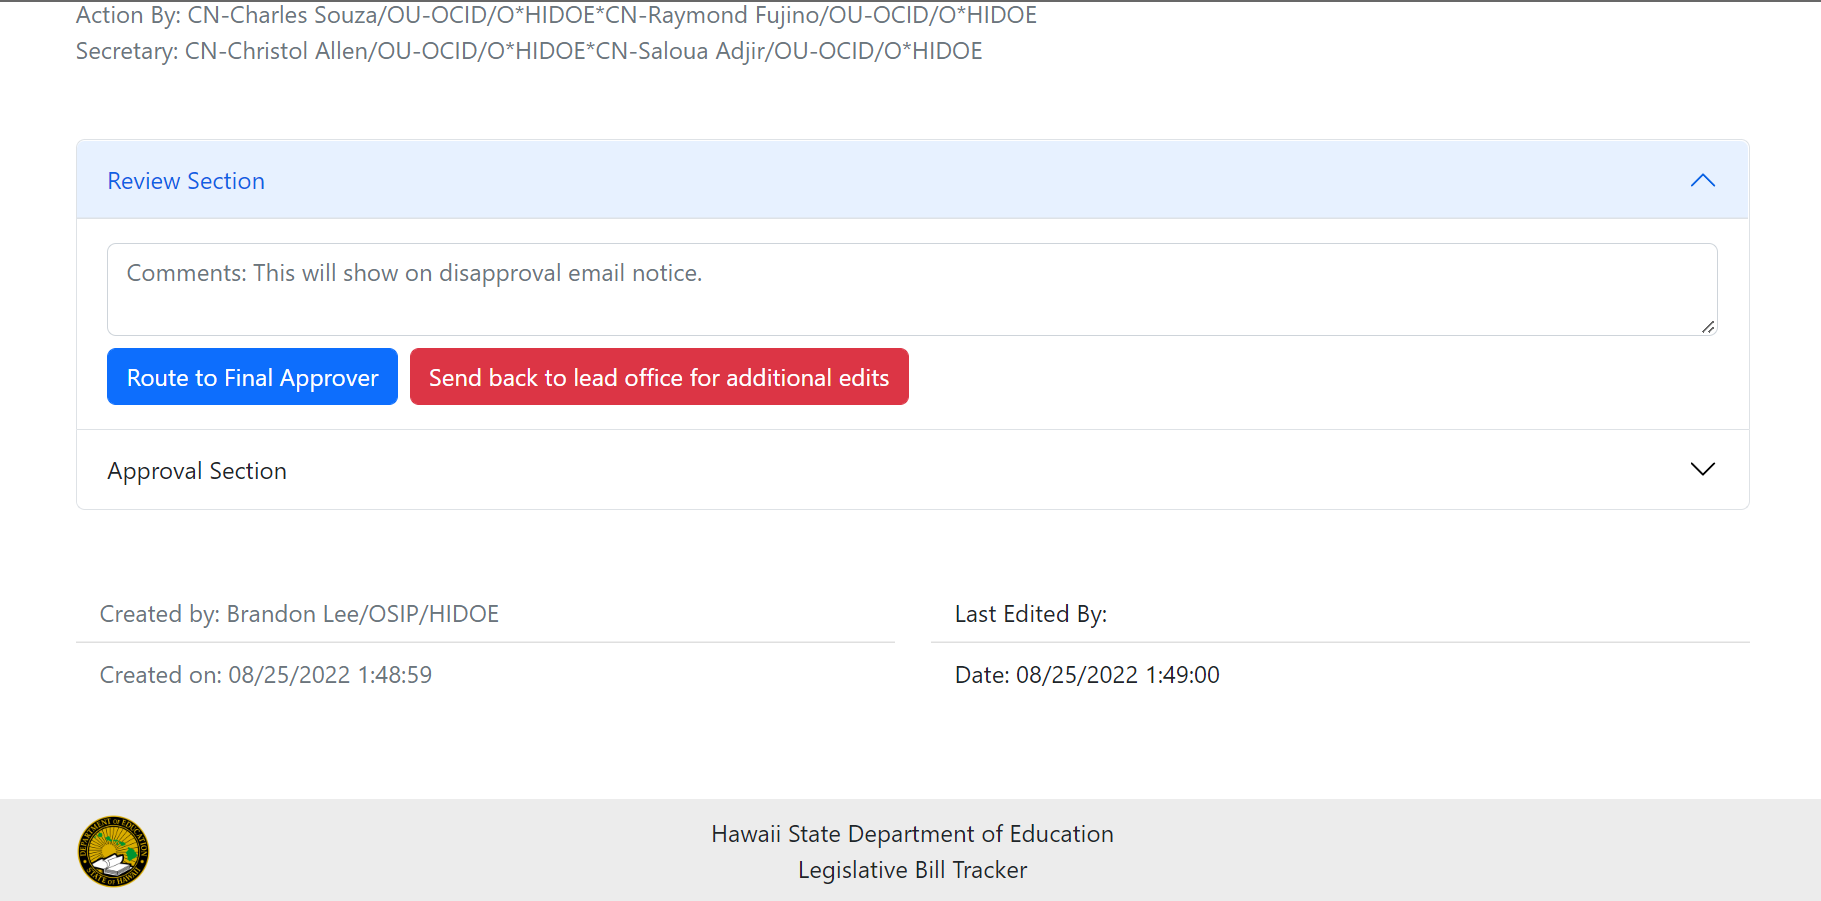 Action By: CN-Charles Souza/OU-OCID/O*HIDOE*CN-Raymond Fujino/OU-OCID/O*HIDOE
Secretary: CN-Christol Allen/OU-OCID/O*HIDOE*CN-Saloua Adjir/OU-OCID/O*HIDOE
Review Section
Comments: This will show on disapproval email notice.
Route to Final Approver
Send back to lead office for additional edits
Approval Section
Created by: Brandon Lee/OSIP/HIDOE
Last Edited By:
Created on: 08/25/2022 1:48:59
Date: 08/25/2022 1:49:00
DEPARTMENT OF EDUCATION
STATE OF HAWAII
Hawaii State Department of Education
Legislative Bill Tracker